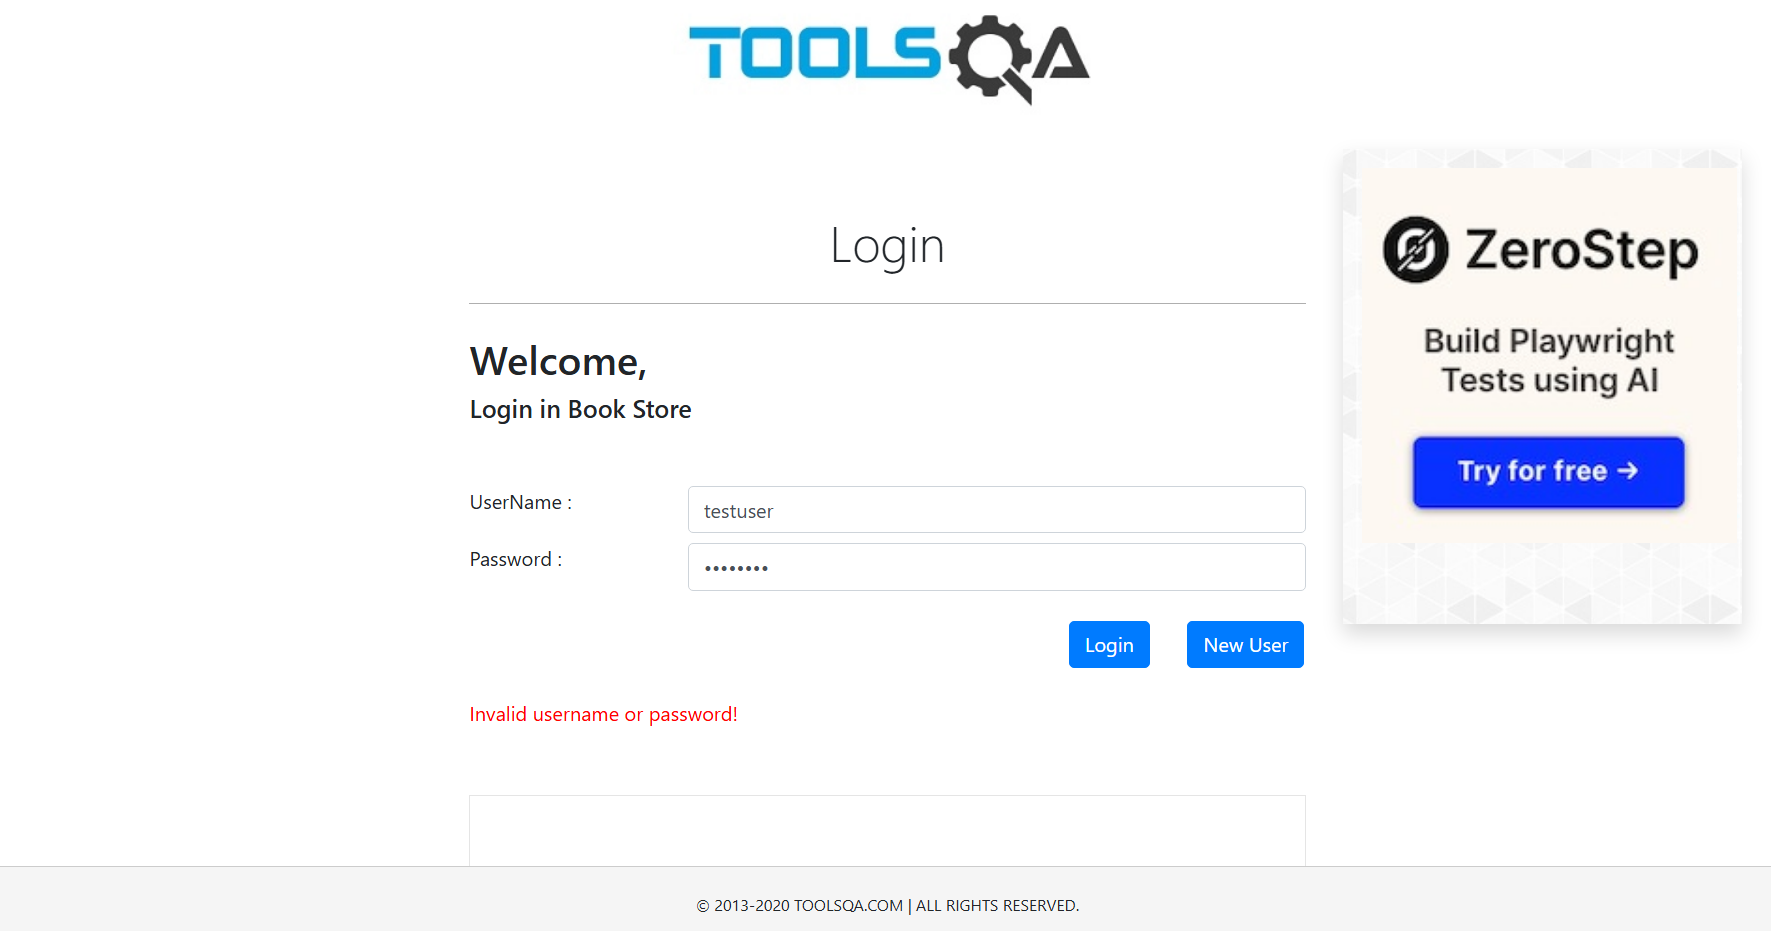 TOOLSQA
Login
Welcome,
Login in Book Store
UserName :
testuser
Password :
••••••••
Login
New User
Invalid username or password!
ZeroStep
Build Playwright
Tests using AI
Try for free →
© 2013-2020 TOOLSQA.COM | ALL RIGHTS RESERVED.